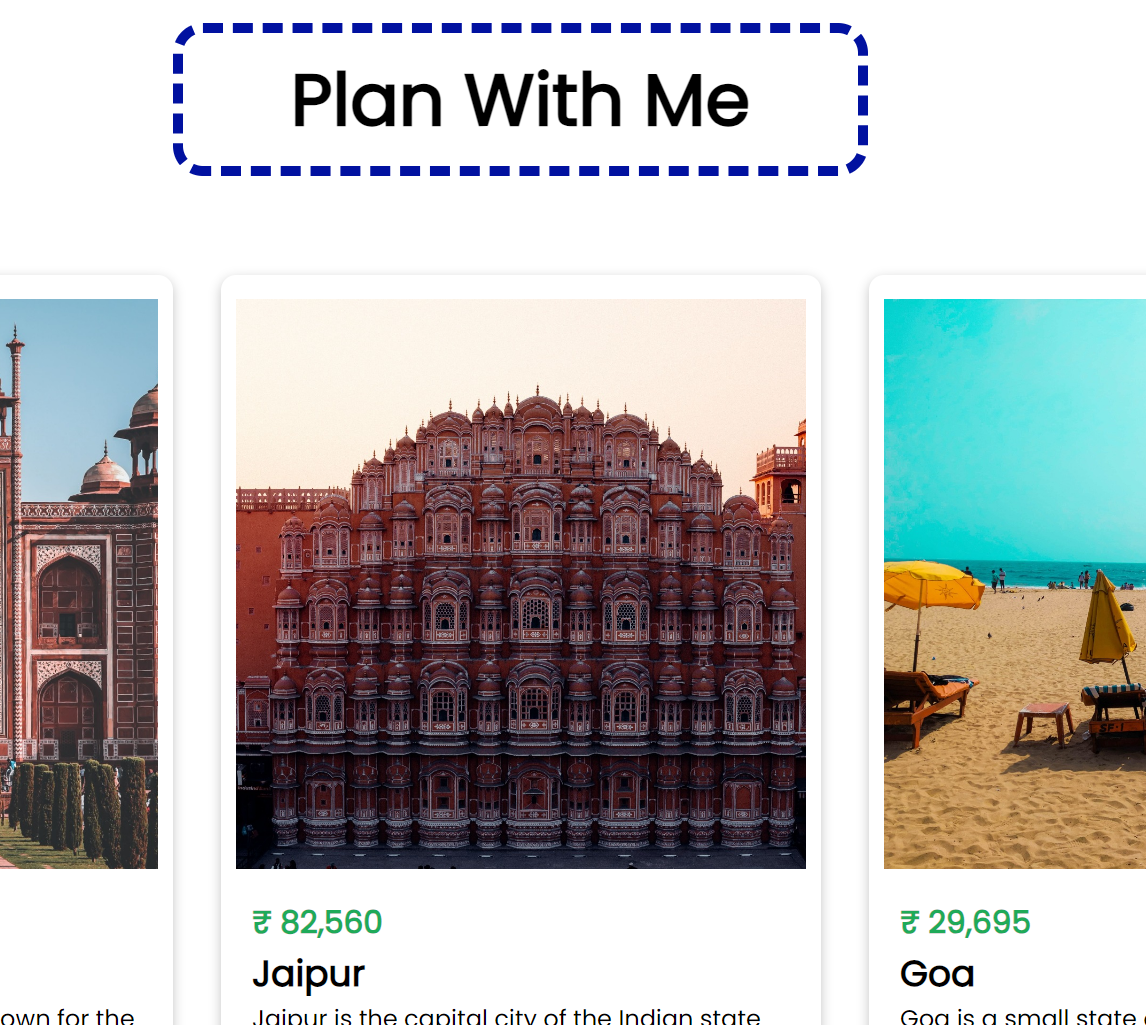 Plan With Me
₹ 82,560
₹ 29,695
Jaipur
Goa
own for the
Jaipur is the capital city of the Indian state
Goa is a small state